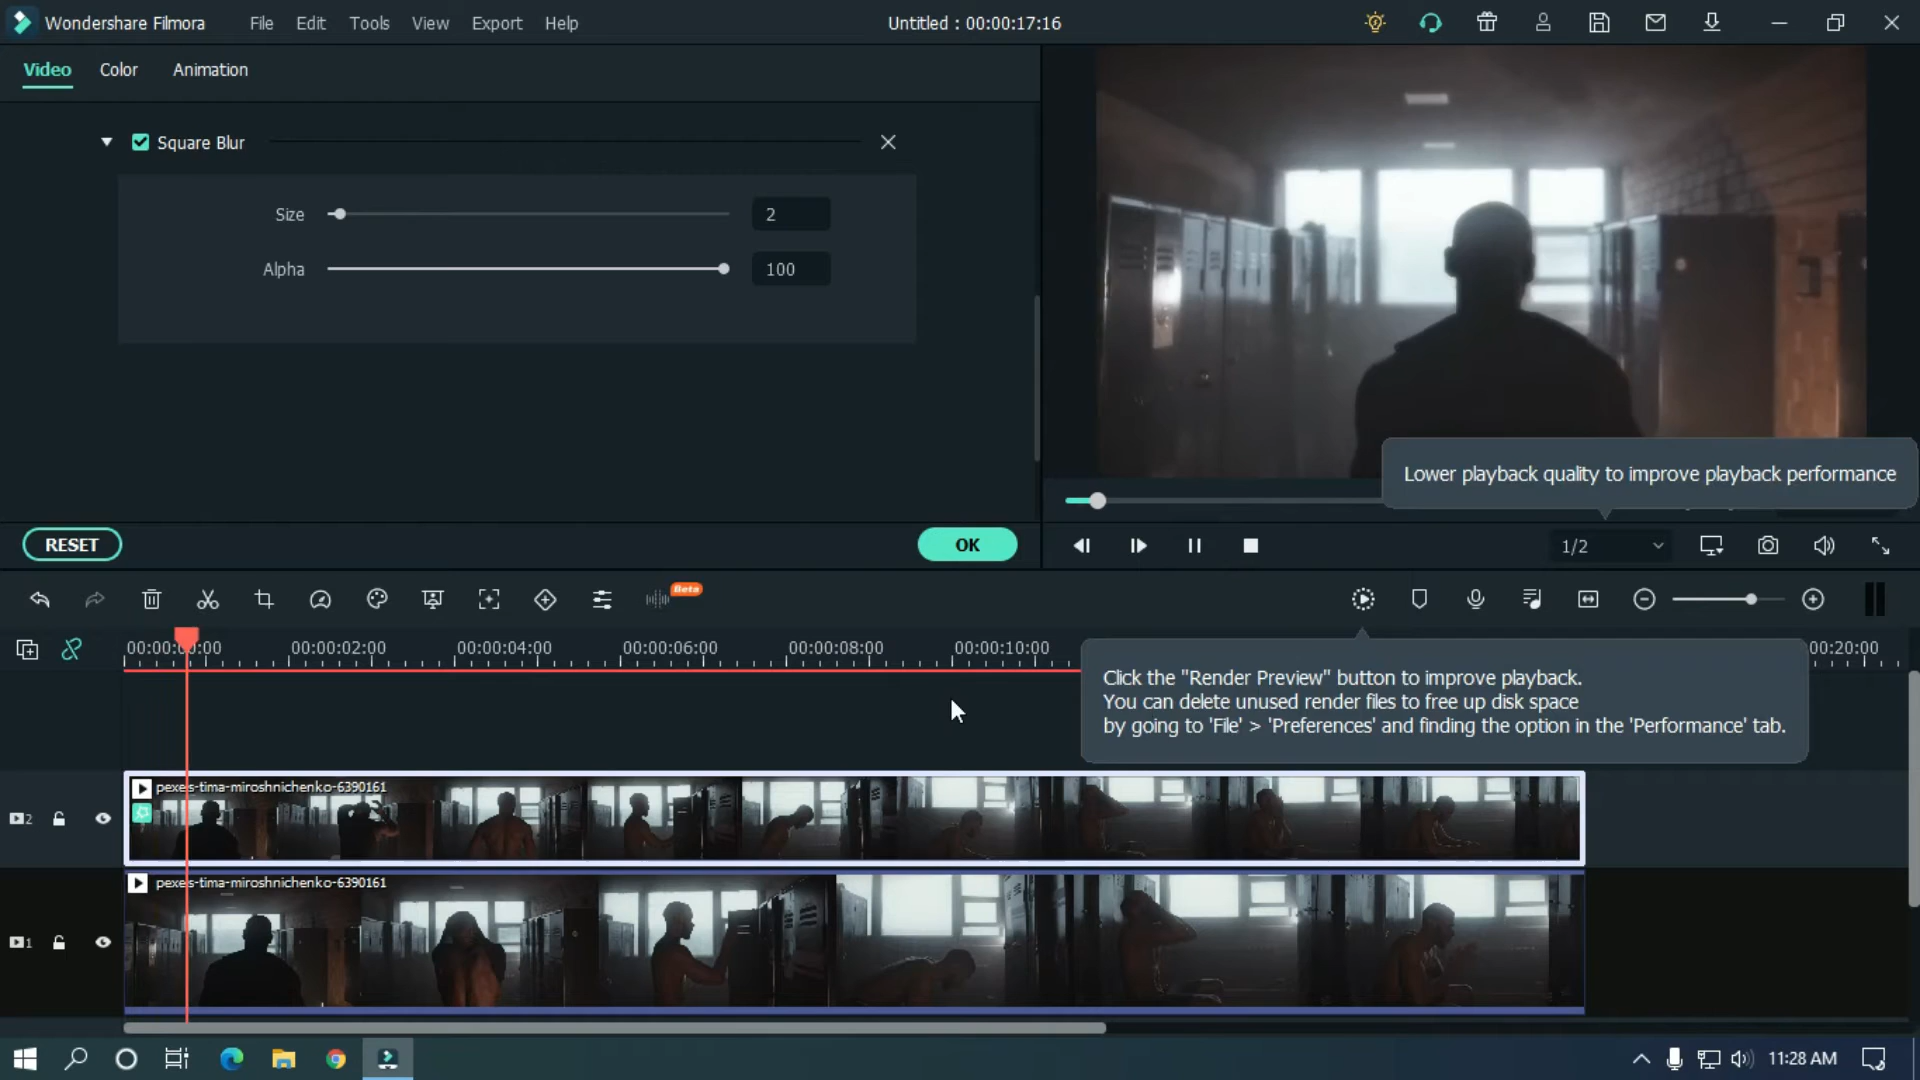 Wondershare Filmora File Edit Tools View Export Help Untitled : 00:00:17:16
Video Color Animation
Square Blur
Size 2
Alpha 100
Lower playback quality to improve playback performance
RESET OK 1/2
Beta
00:00:00:00 00:00:02:00 00:00:04:00 00:00:06:00 00:00:08:00 00:00:10:00 00:20:00
Click the "Render Preview" button to improve playback.
You can delete unused render files to free up disk space
by going to 'File' > 'Preferences' and finding the option in the 'Performance' tab.
pexels-tima-miroshnichenko-6390161
2
pexels-tima-miroshnichenko-6390161
1
11:28 AM